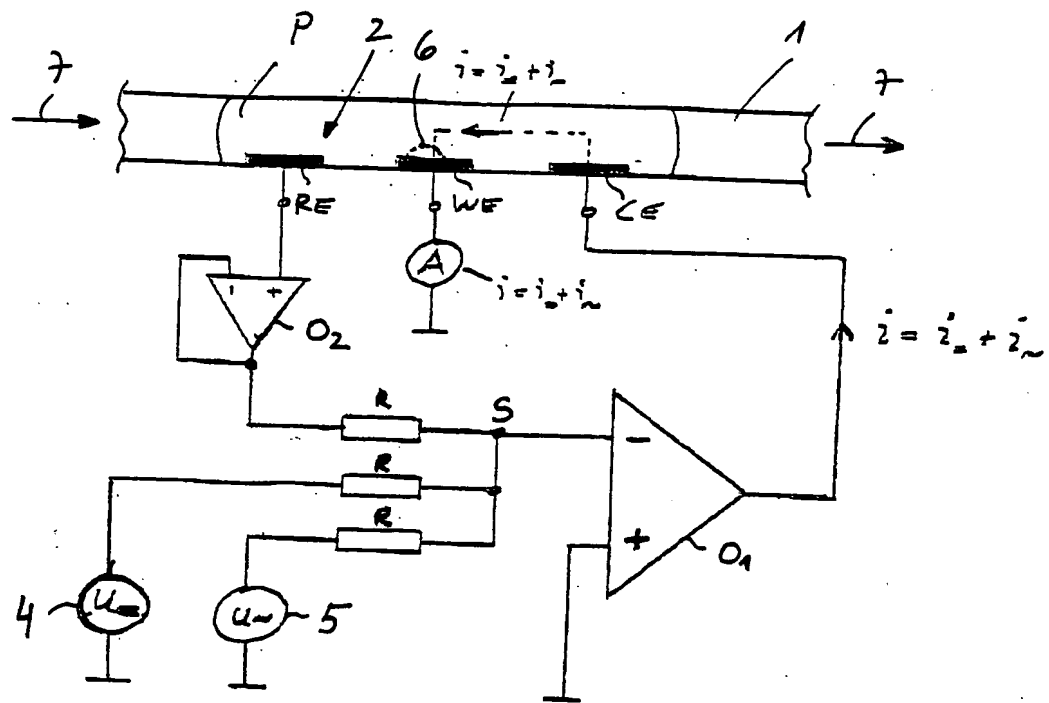 P
2
6
i = i₌ + i~
1
7
7
RE
WE
CE
A
i = i₌ + i~
- +
O₂
i = i₌ + i~
R
S
R
R
-
+
O₁
4
U₌
U~
5